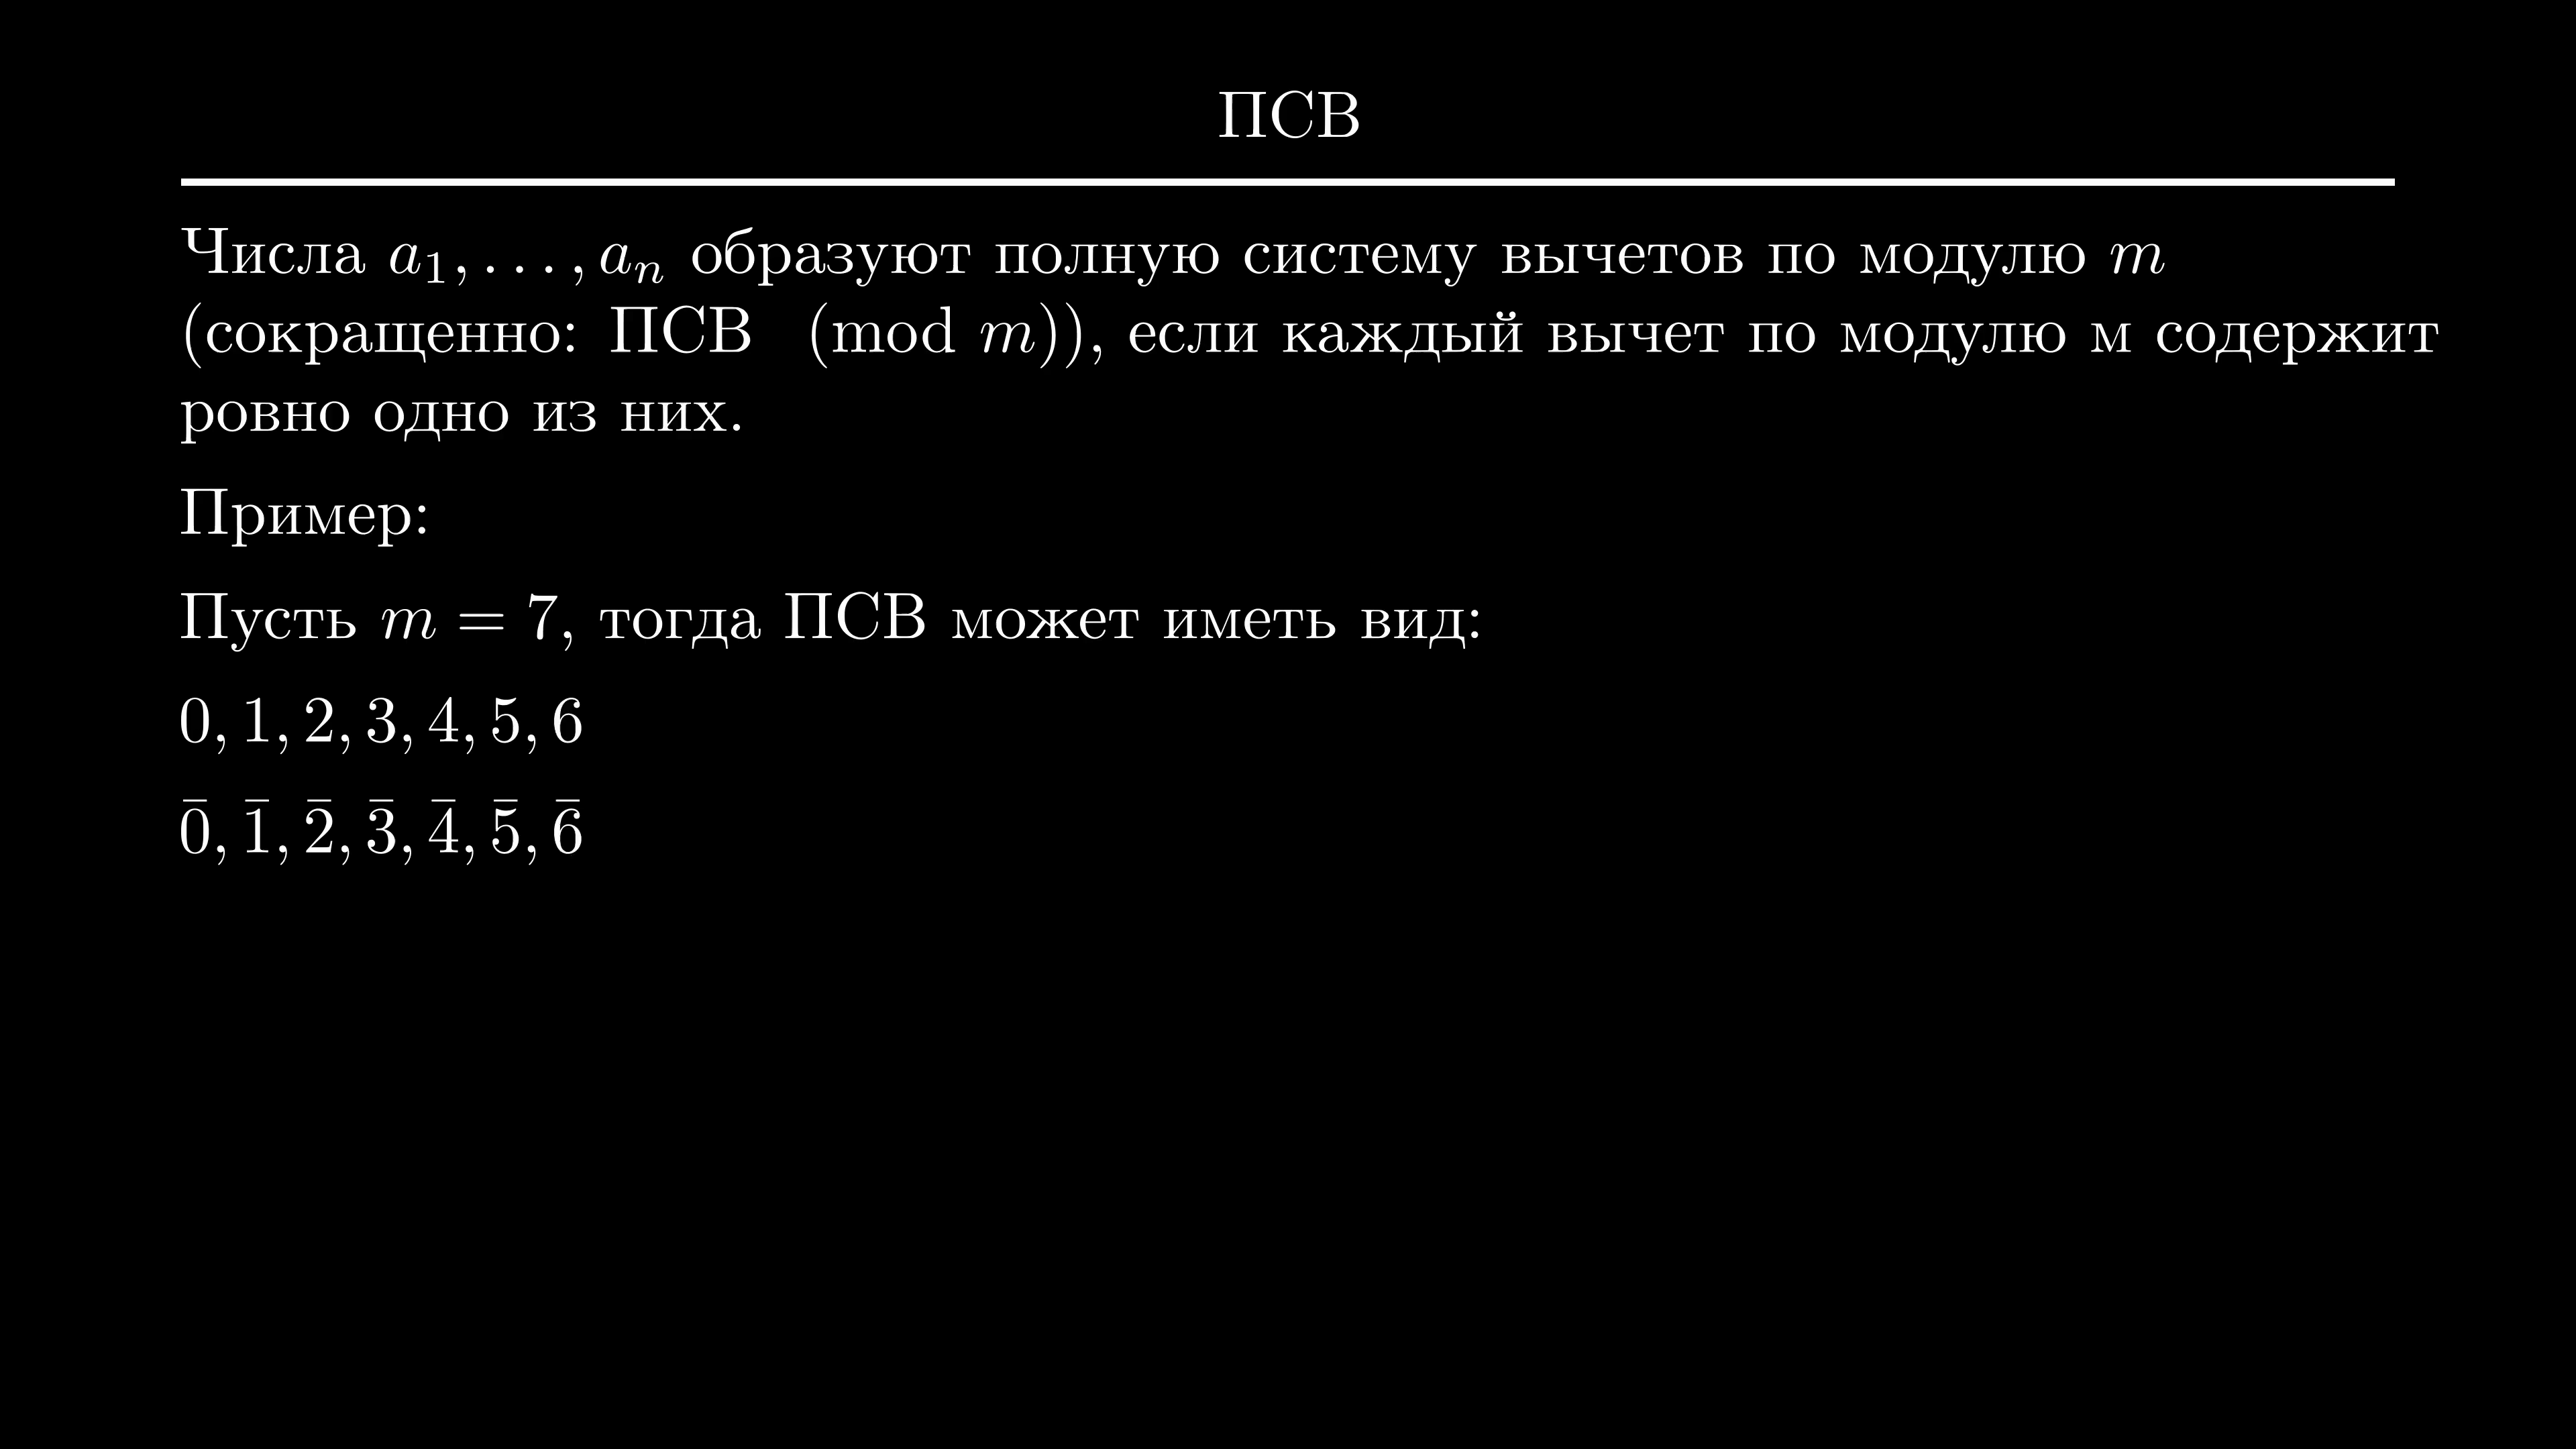 ПСВ
Числа a₁, . . . , aₙ образуют полную систему вычетов по модулю m
(сокращенно: ПСВ (mod m)), если каждый вычет по модулю м содержит
ровно одно из них.
Пример:
Пусть m = 7, тогда ПСВ может иметь вид:
0, 1, 2, 3, 4, 5, 6
0̄, 1̄, 2̄, 3̄, 4̄, 5̄, 6̄